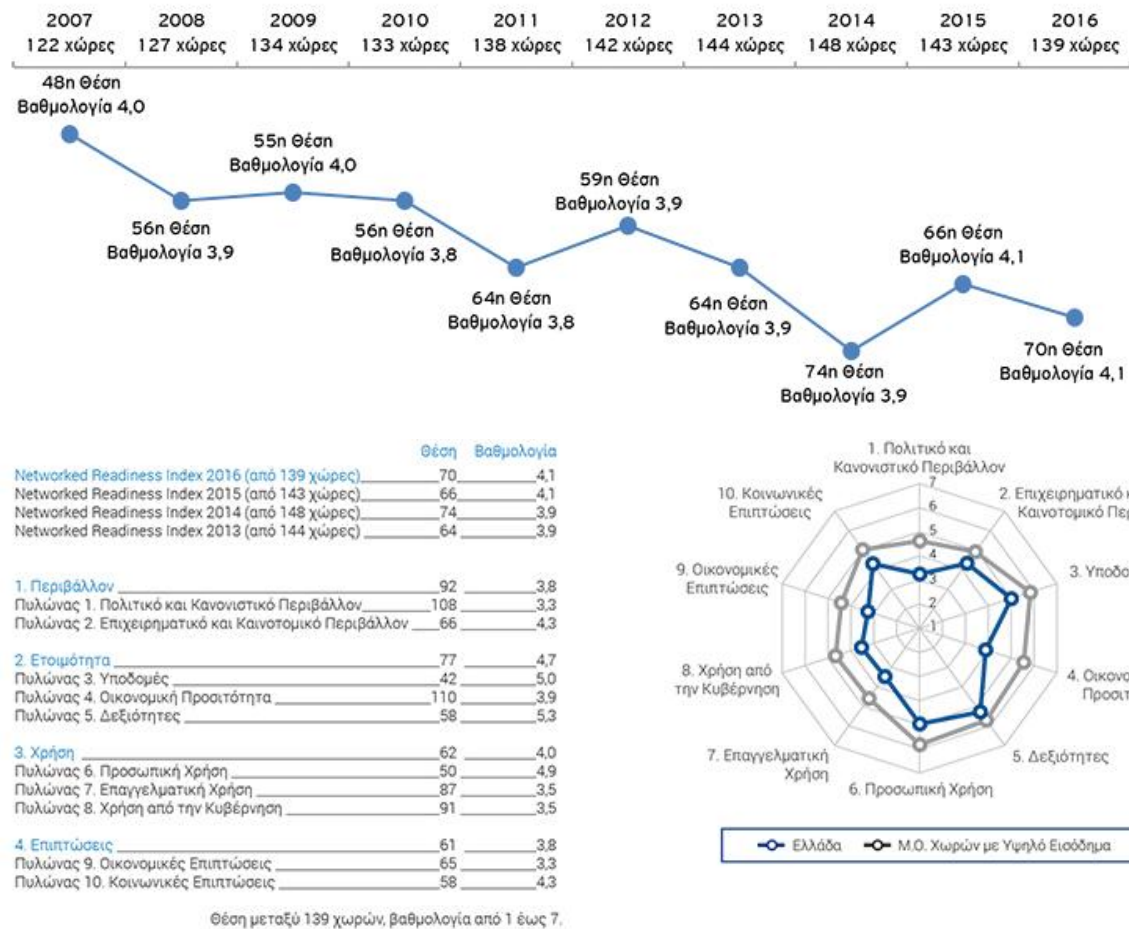 2007 2008 2009 2010 2011 2012 2013 2014 2015 2016
122 χώρες 127 χώρες 134 χώρες 133 χώρες 138 χώρες 142 χώρες 144 χώρες 148 χώρες 143 χώρες 139 χώρες
48η Θέση
Βαθμολογία 4,0
56η Θέση
Βαθμολογία 3,9
55η Θέση
Βαθμολογία 4,0
56η Θέση
Βαθμολογία 3,8
64η Θέση
Βαθμολογία 3,8
59η Θέση
Βαθμολογία 3,9
64η Θέση
Βαθμολογία 3,9
74η Θέση
Βαθμολογία 3,9
66η Θέση
Βαθμολογία 4,1
70η Θέση
Βαθμολογία 4,1
Θέση Βαθμολογία
Networked Readiness Index 2016 (από 139 χώρες) 70 4,1
Networked Readiness Index 2015 (από 143 χώρες) 66 4,1
Networked Readiness Index 2014 (από 148 χώρες) 74 3,9
Networked Readiness Index 2013 (από 144 χώρες) 64 3,9
1. Περιβάλλον 92 3,8
Πυλώνας 1. Πολιτικό και Κανονιστικό Περιβάλλον 108 3,3
Πυλώνας 2. Επιχειρηματικό και Καινοτομικό Περιβάλλον 66 4,3
2. Ετοιμότητα 77 4,7
Πυλώνας 3. Υποδομές 42 5,0
Πυλώνας 4. Οικονομική Προσιτότητα 110 3,9
Πυλώνας 5. Δεξιότητες 58 5,3
3. Χρήση 62 4,0
Πυλώνας 6. Προσωπική Χρήση 50 4,9
Πυλώνας 7. Επαγγελματική Χρήση 87 3,5
Πυλώνας 8. Χρήση από την Κυβέρνηση 91 3,5
4. Επιπτώσεις 61 3,8
Πυλώνας 9. Οικονομικές Επιπτώσεις 65 3,3
Πυλώνας 10. Κοινωνικές Επιπτώσεις 58 4,3
Θέση μεταξύ 139 χωρών, βαθμολογία από 1 έως 7.
1. Πολιτικό και
Κανονιστικό Περιβάλλον
2. Επιχειρηματικό κ
Καινοτομικό Περι
3. Υποδο
4. Οικονο
Προσιτ
5. Δεξιότητες
6. Προσωπική Χρήση
7. Επαγγελματική
Χρήση
8. Χρήση από
την Κυβέρνηση
9. Οικονομικές
Επιπτώσεις
10. Κοινωνικές
Επιπτώσεις
7
6
5
4
3
2
1
Ελλάδα Μ.Ο. Χωρών με Υψηλό Εισόδημα